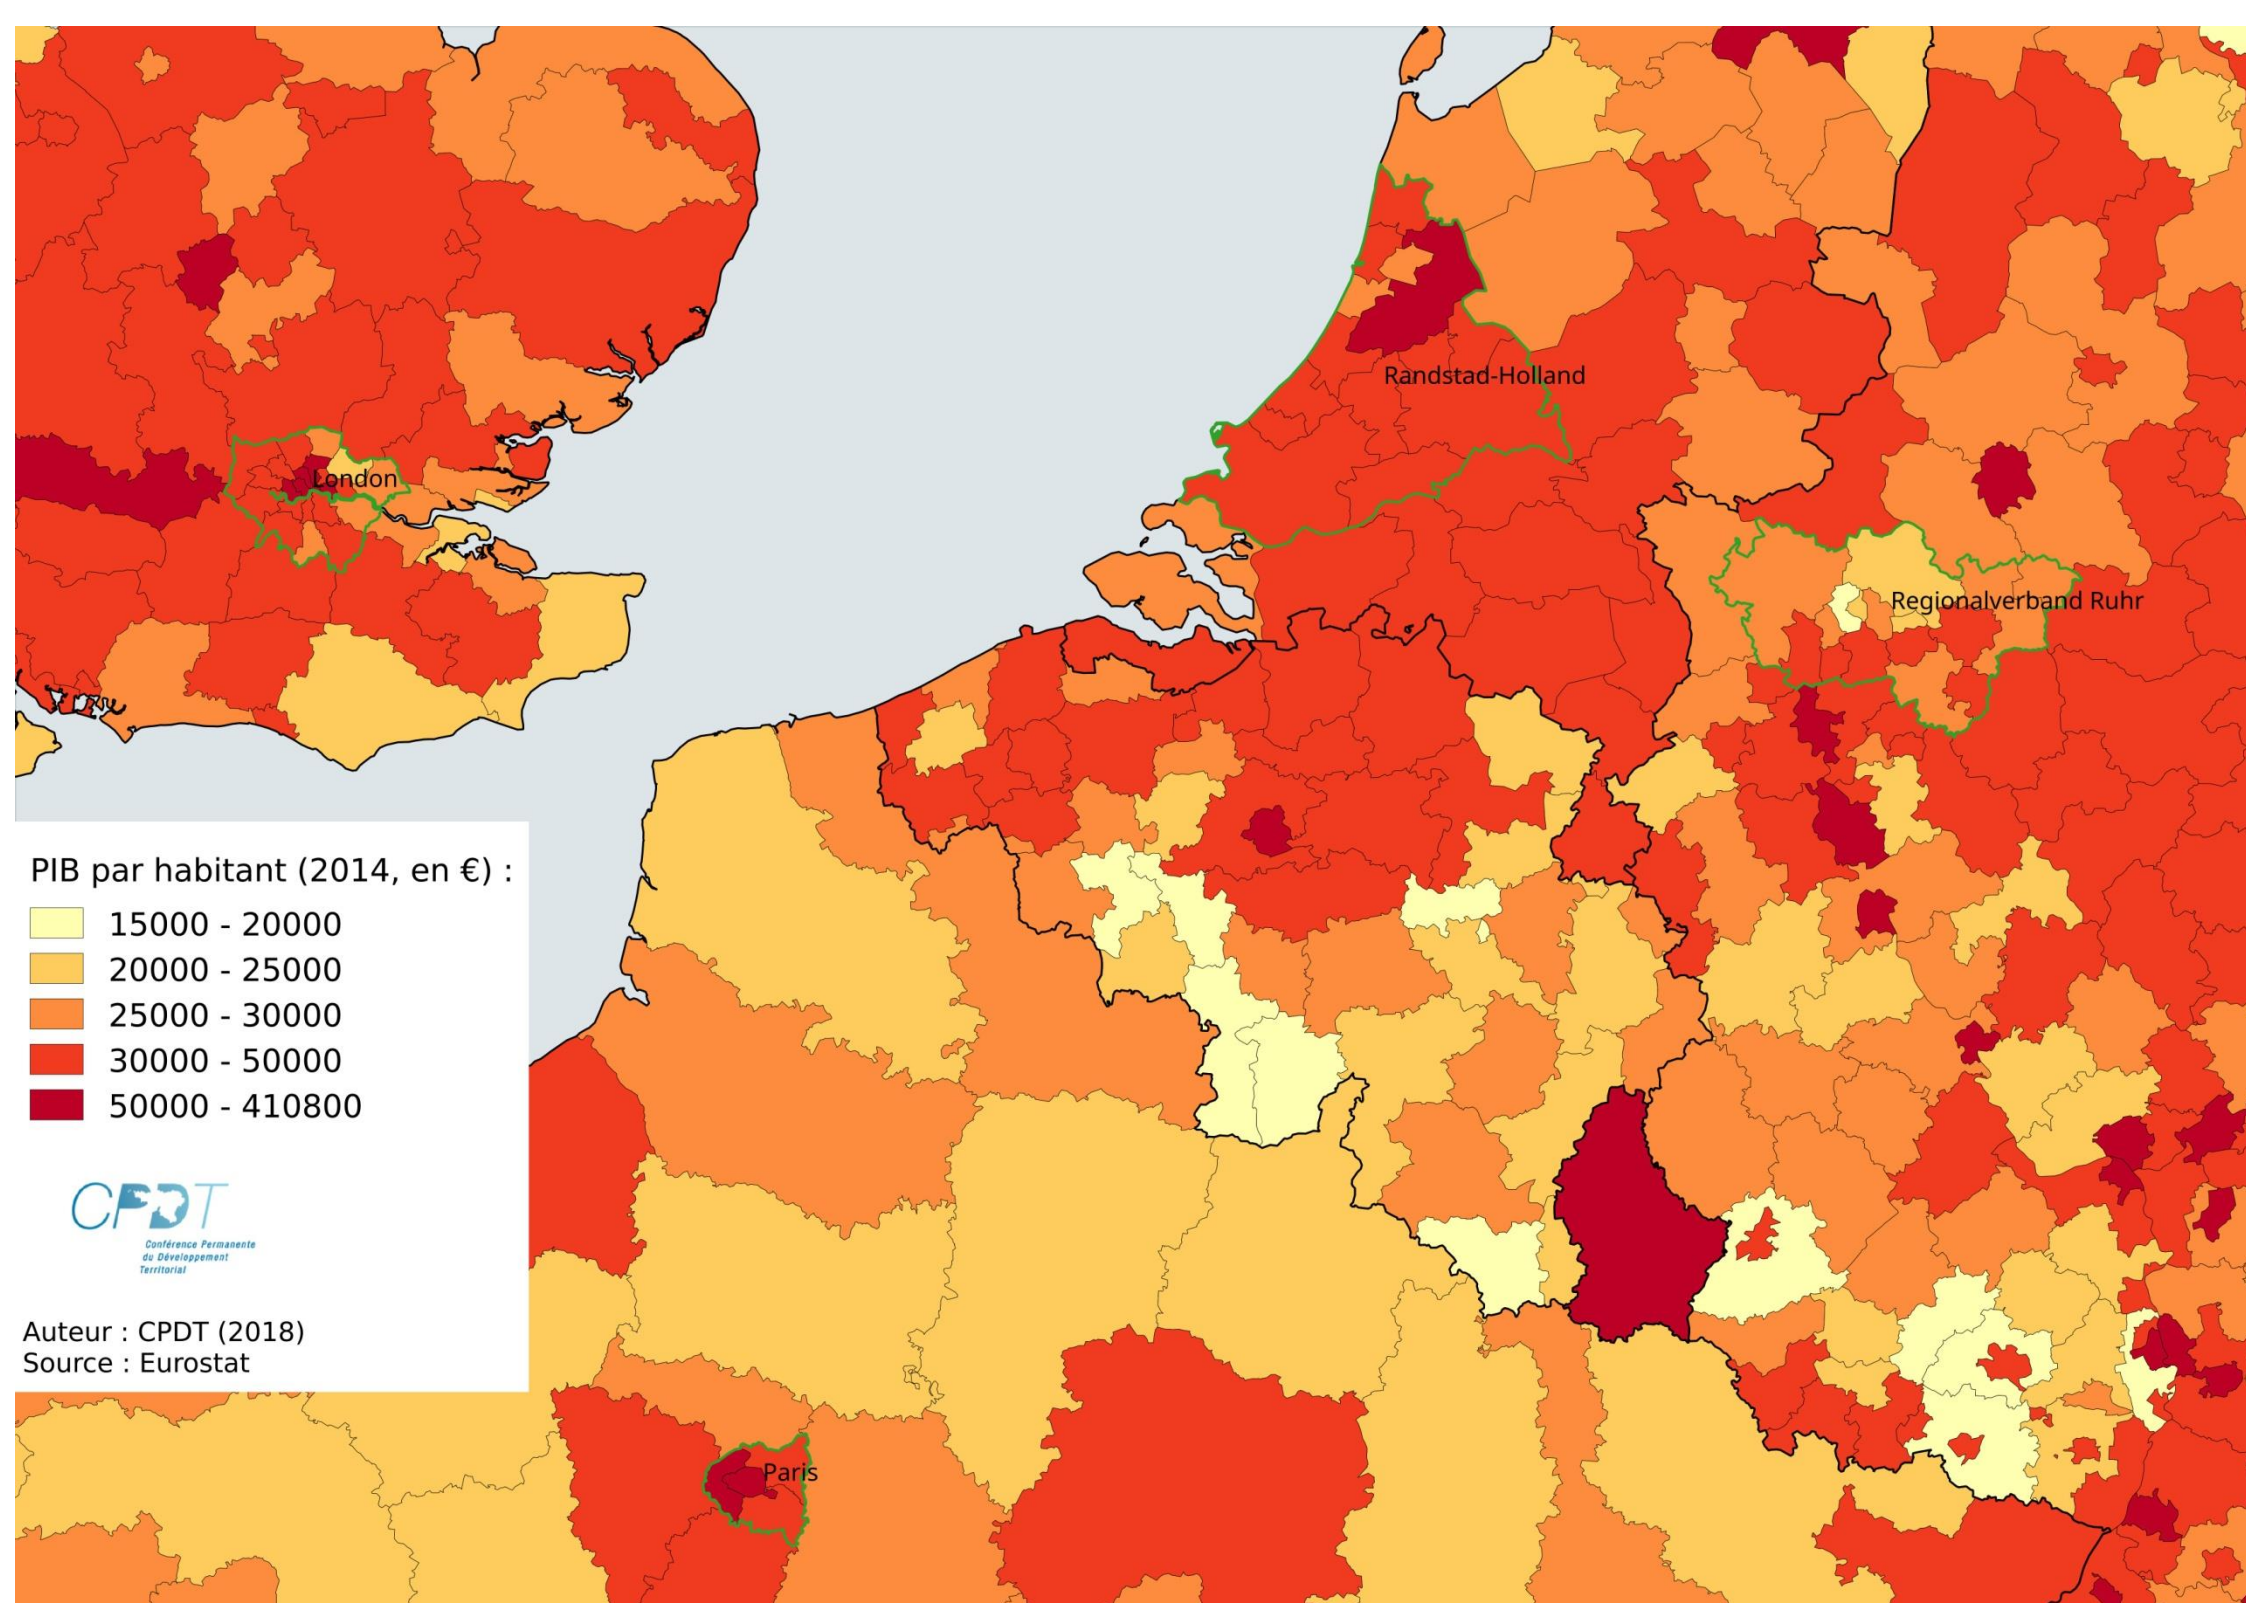 London
Randstad-Holland
Regionalverband Ruhr
PIB par habitant (2014, en €) :
15000 - 20000
20000 - 25000
25000 - 30000
30000 - 50000
50000 - 410800
CPDT
Conférence Permanente
du Développement
Territorial
Auteur : CPDT (2018)
Source : Eurostat
Paris